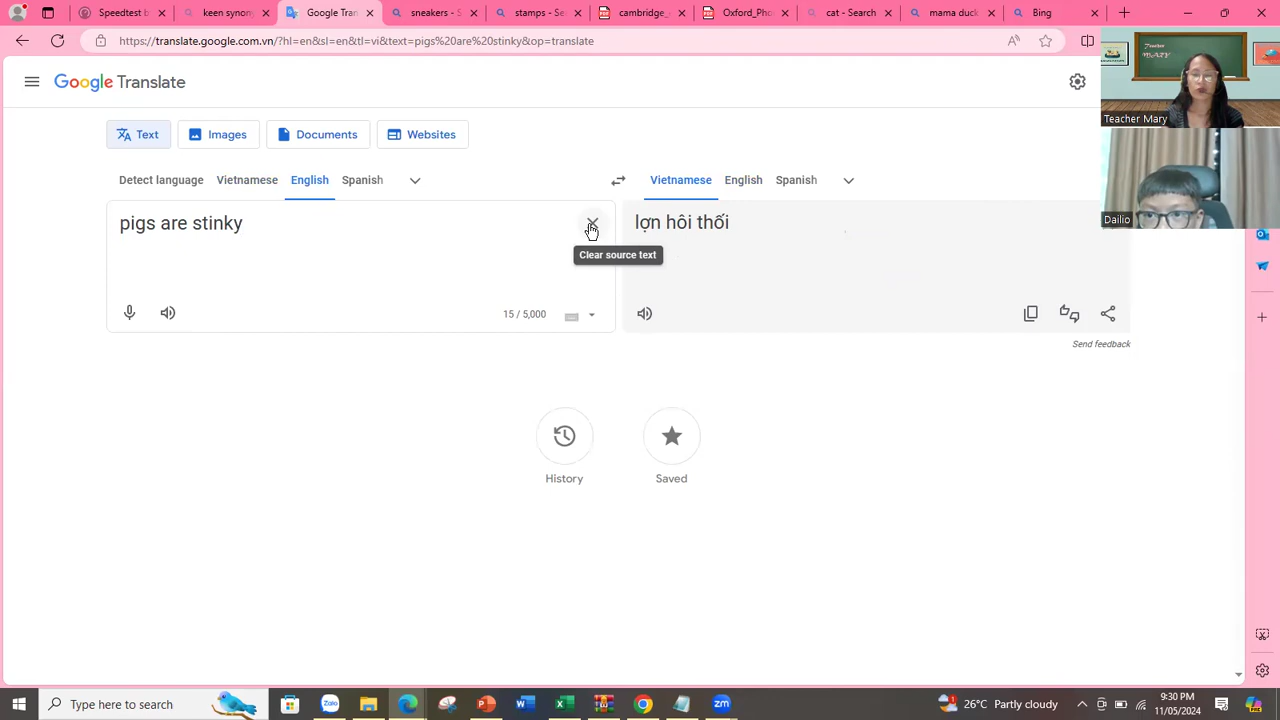 Speedtest b
keen synony
Google Tran
sneakers - S
stamps - Se
cambridge_
Oxford_Pho
cat - Search
mama duck
Bing
https://translate.google.com.vn/?hl=en&sl=en&tl=vi&text=pigs%20are%20stinky&op=translate
Google Translate
Teacher Mary
Text
Images
Documents
Websites
Detect language Vietnamese English Spanish
Vietnamese English Spanish
pigs are stinky
lợn hôi thối
Dailio
Clear source text
15 / 5,000
Send feedback
History
Saved
Type here to search
Zalo
zm
26°C Partly cloudy
9:30 PM
11/05/2024